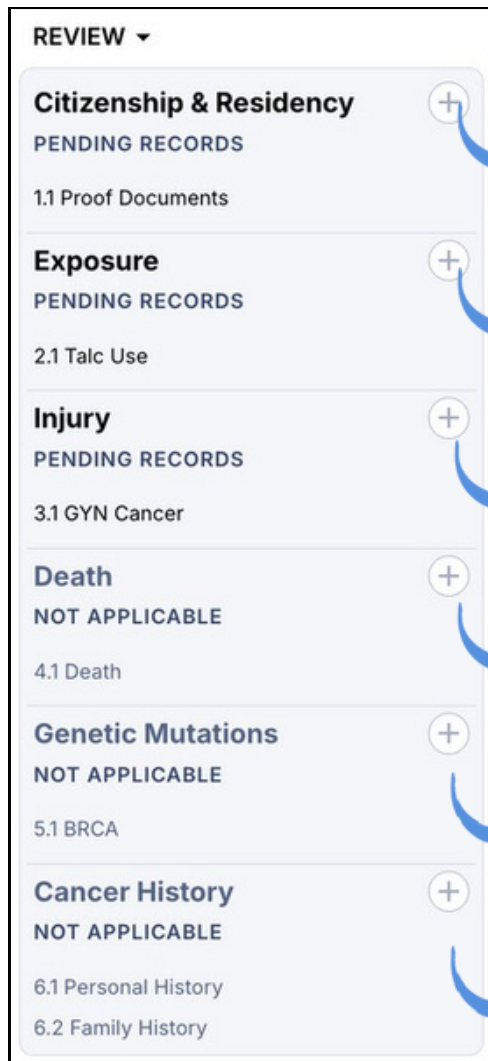 REVIEW
Citizenship & Residency
PENDING RECORDS
1.1 Proof Documents
Exposure
PENDING RECORDS
2.1 Talc Use
Injury
PENDING RECORDS
3.1 GYN Cancer
Death
NOT APPLICABLE
4.1 Death
Genetic Mutations
NOT APPLICABLE
5.1 BRCA
Cancer History
NOT APPLICABLE
6.1 Personal History
6.2 Family History